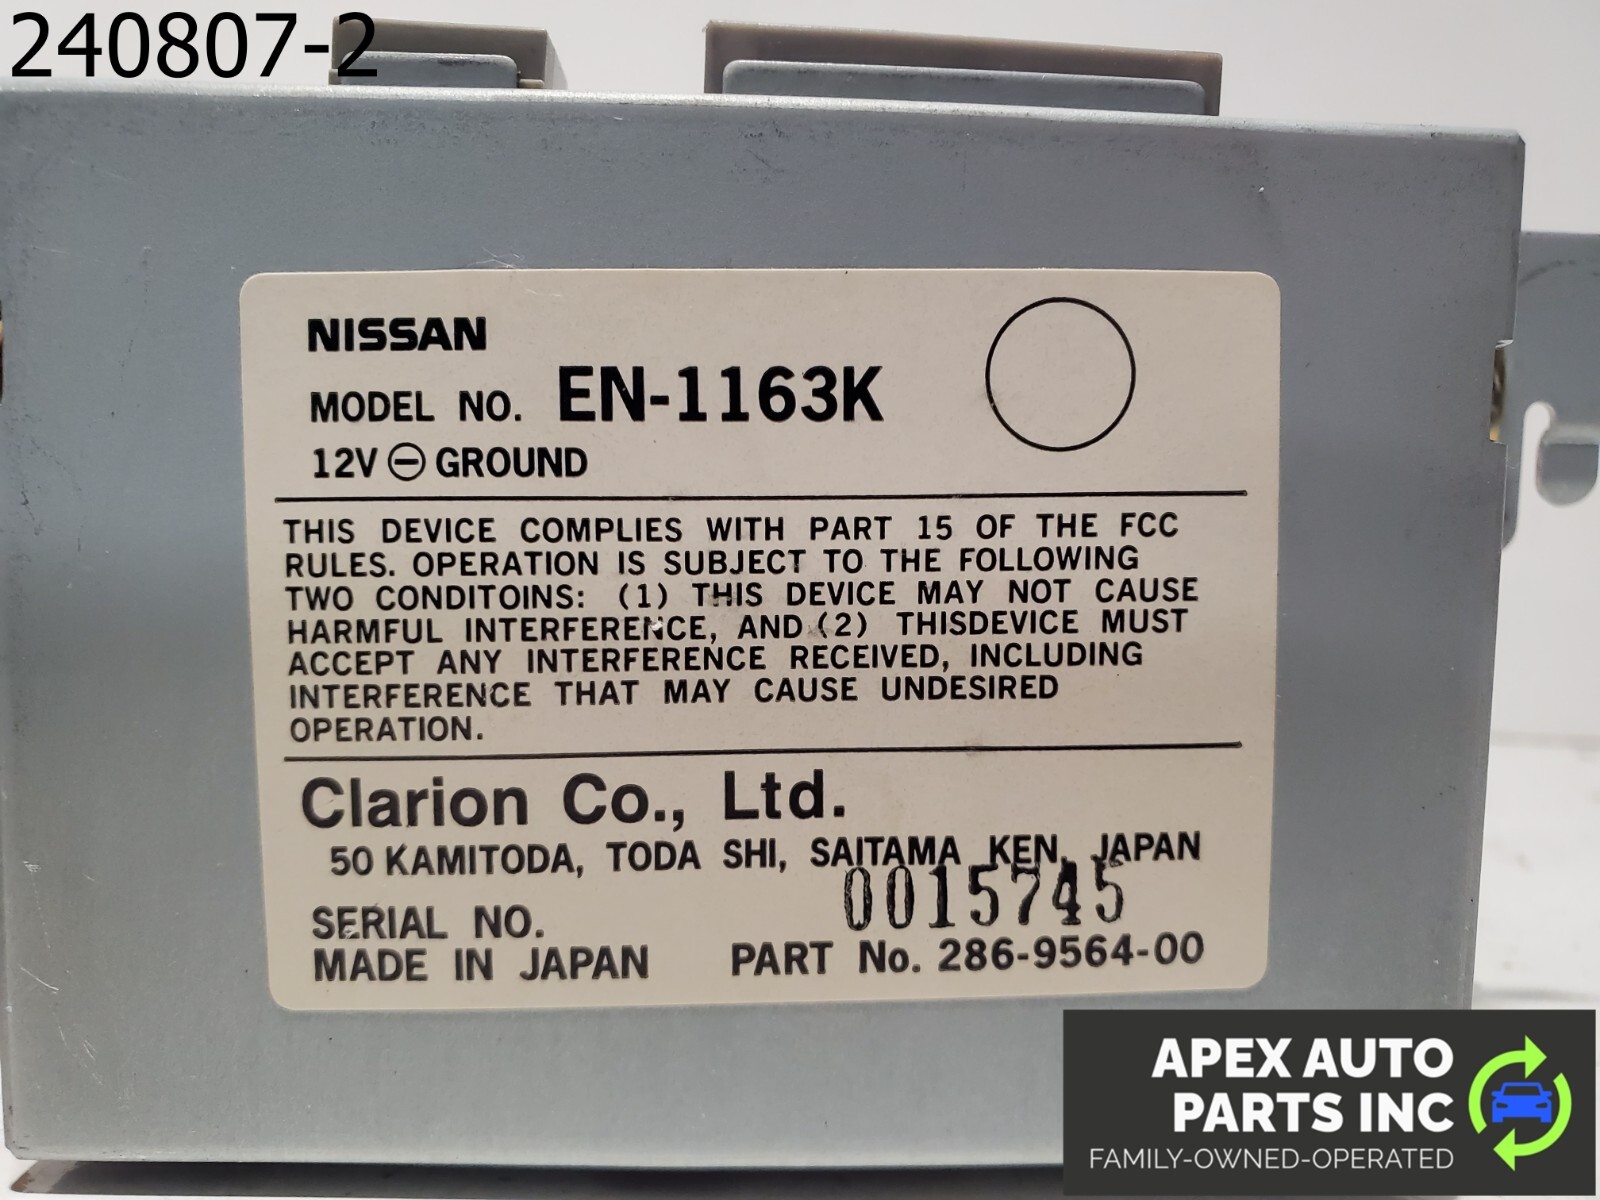 240807-2
NISSAN
MODEL NO. EN-1163K
12V ⊖ GROUND
THIS DEVICE COMPLIES WITH PART 15 OF THE FCC
RULES. OPERATION IS SUBJECT TO THE FOLLOWING
TWO CONDITOINS: (1) THIS DEVICE MAY NOT CAUSE
HARMFUL INTERFERENCE, AND (2) THISDEVICE MUST
ACCEPT ANY INTERFERENCE RECEIVED, INCLUDING
INTERFERENCE THAT MAY CAUSE UNDESIRED
OPERATION.
Clarion Co., Ltd.
50 KAMITODA, TODA SHI, SAITAMA KEN, JAPAN
SERIAL NO. 0015745
MADE IN JAPAN PART No. 286-9564-00
APEX AUTO
PARTS INC
FAMILY-OWNED-OPERATED